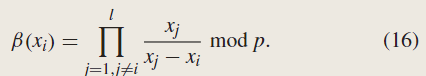 β(x_i) = ∏_{j=1,j≠i}^{l} x_j / (x_j − x_i) mod p. (16)